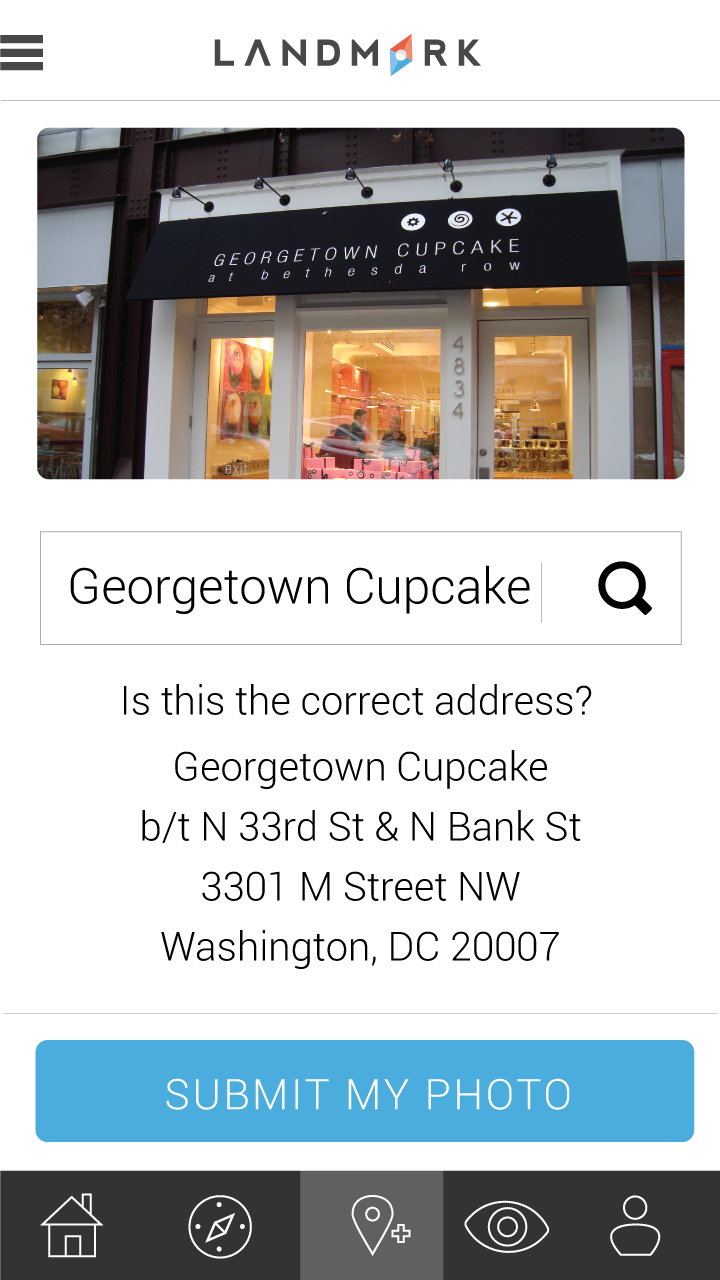 LANDMARK
GEORGETOWN CUPCAKE
at bethesda row
4834
exit
Georgetown Cupcake
Is this the correct address?
Georgetown Cupcake
b/t N 33rd St & N Bank St
3301 M Street NW
Washington, DC 20007
SUBMIT MY PHOTO